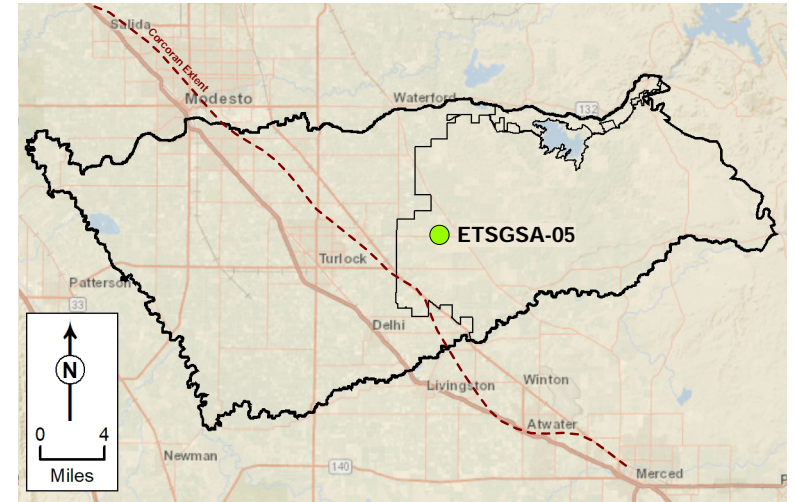 Salida
Corcoran Extent
Modesto
Waterford
132
ETSGSA-05
Turlock
Patterson
33
Delhi
N
Livingston
Winton
0 4
Miles
Atwater
Newman
140
Merced
P